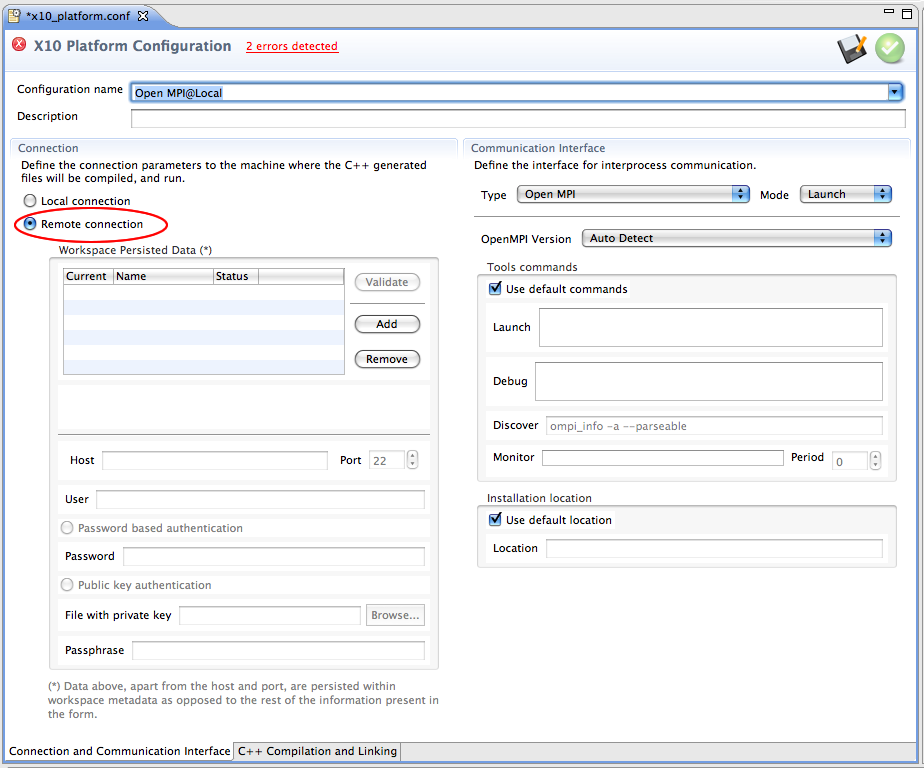 *x10_platform.conf
X10 Platform Configuration 2 errors detected
Configuration name Open MPI@Local
Description
Connection
Define the connection parameters to the machine where the C++ generated
files will be compiled, and run.
Local connection
Remote connection
Workspace Persisted Data (*)
Current Name Status
Validate
Add
Remove
Host Port 22
User
Password based authentication
Password
Public key authentication
File with private key Browse...
Passphrase
(*) Data above, apart from the host and port, are persisted within
workspace metadata as opposed to the rest of the information present in
the form.
Communication Interface
Define the interface for interprocess communication.
Type Open MPI Mode Launch
OpenMPI Version Auto Detect
Tools commands
Use default commands
Launch
Debug
Discover ompi_info -a --parseable
Monitor Period 0
Installation location
Use default location
Location
Connection and Communication Interface C++ Compilation and Linking